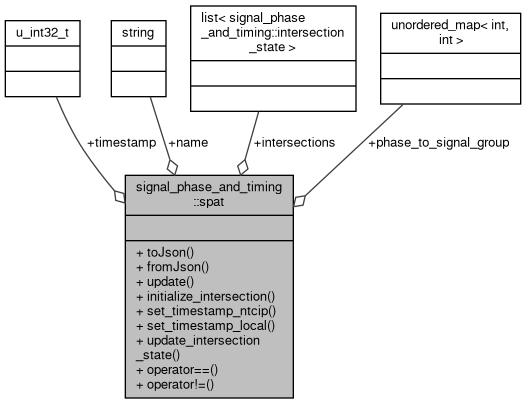 u_int32_t
string
list< signal_phase
_and_timing::intersection
_state >
unordered_map< int,
int >
+timestamp
+name
+intersections
+phase_to_signal_group
signal_phase_and_timing
::spat
+ toJson()
+ fromJson()
+ update()
+ initialize_intersection()
+ set_timestamp_ntcip()
+ set_timestamp_local()
+ update_intersection
_state()
+ operator==()
+ operator!=()